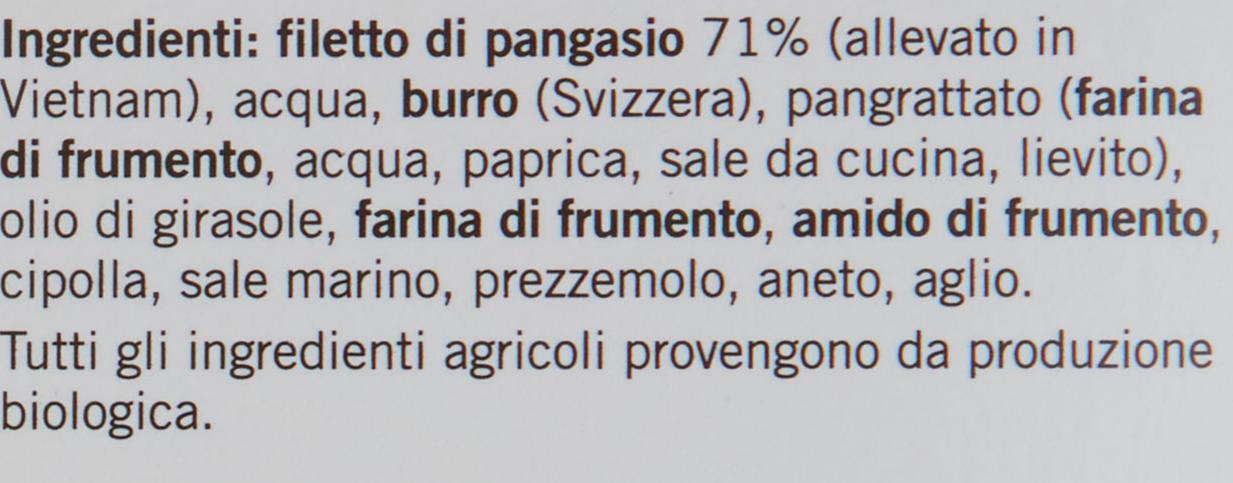 Ingredienti: filetto di pangasio 71% (allevato in
Vietnam), acqua, burro (Svizzera), pangrattato (farina
di frumento, acqua, paprica, sale da cucina, lievito),
olio di girasole, farina di frumento, amido di frumento,
cipolla, sale marino, prezzemolo, aneto, aglio.
Tutti gli ingredienti agricoli provengono da produzione
biologica.